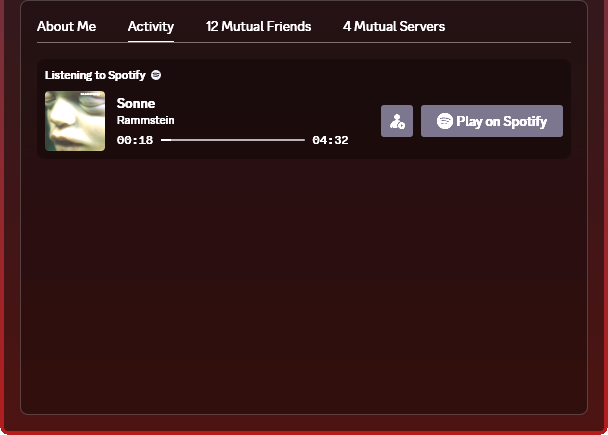 About Me Activity 12 Mutual Friends 4 Mutual Servers
Listening to Spotify
Sonne
Rammstein
00:18 04:32
Play on Spotify